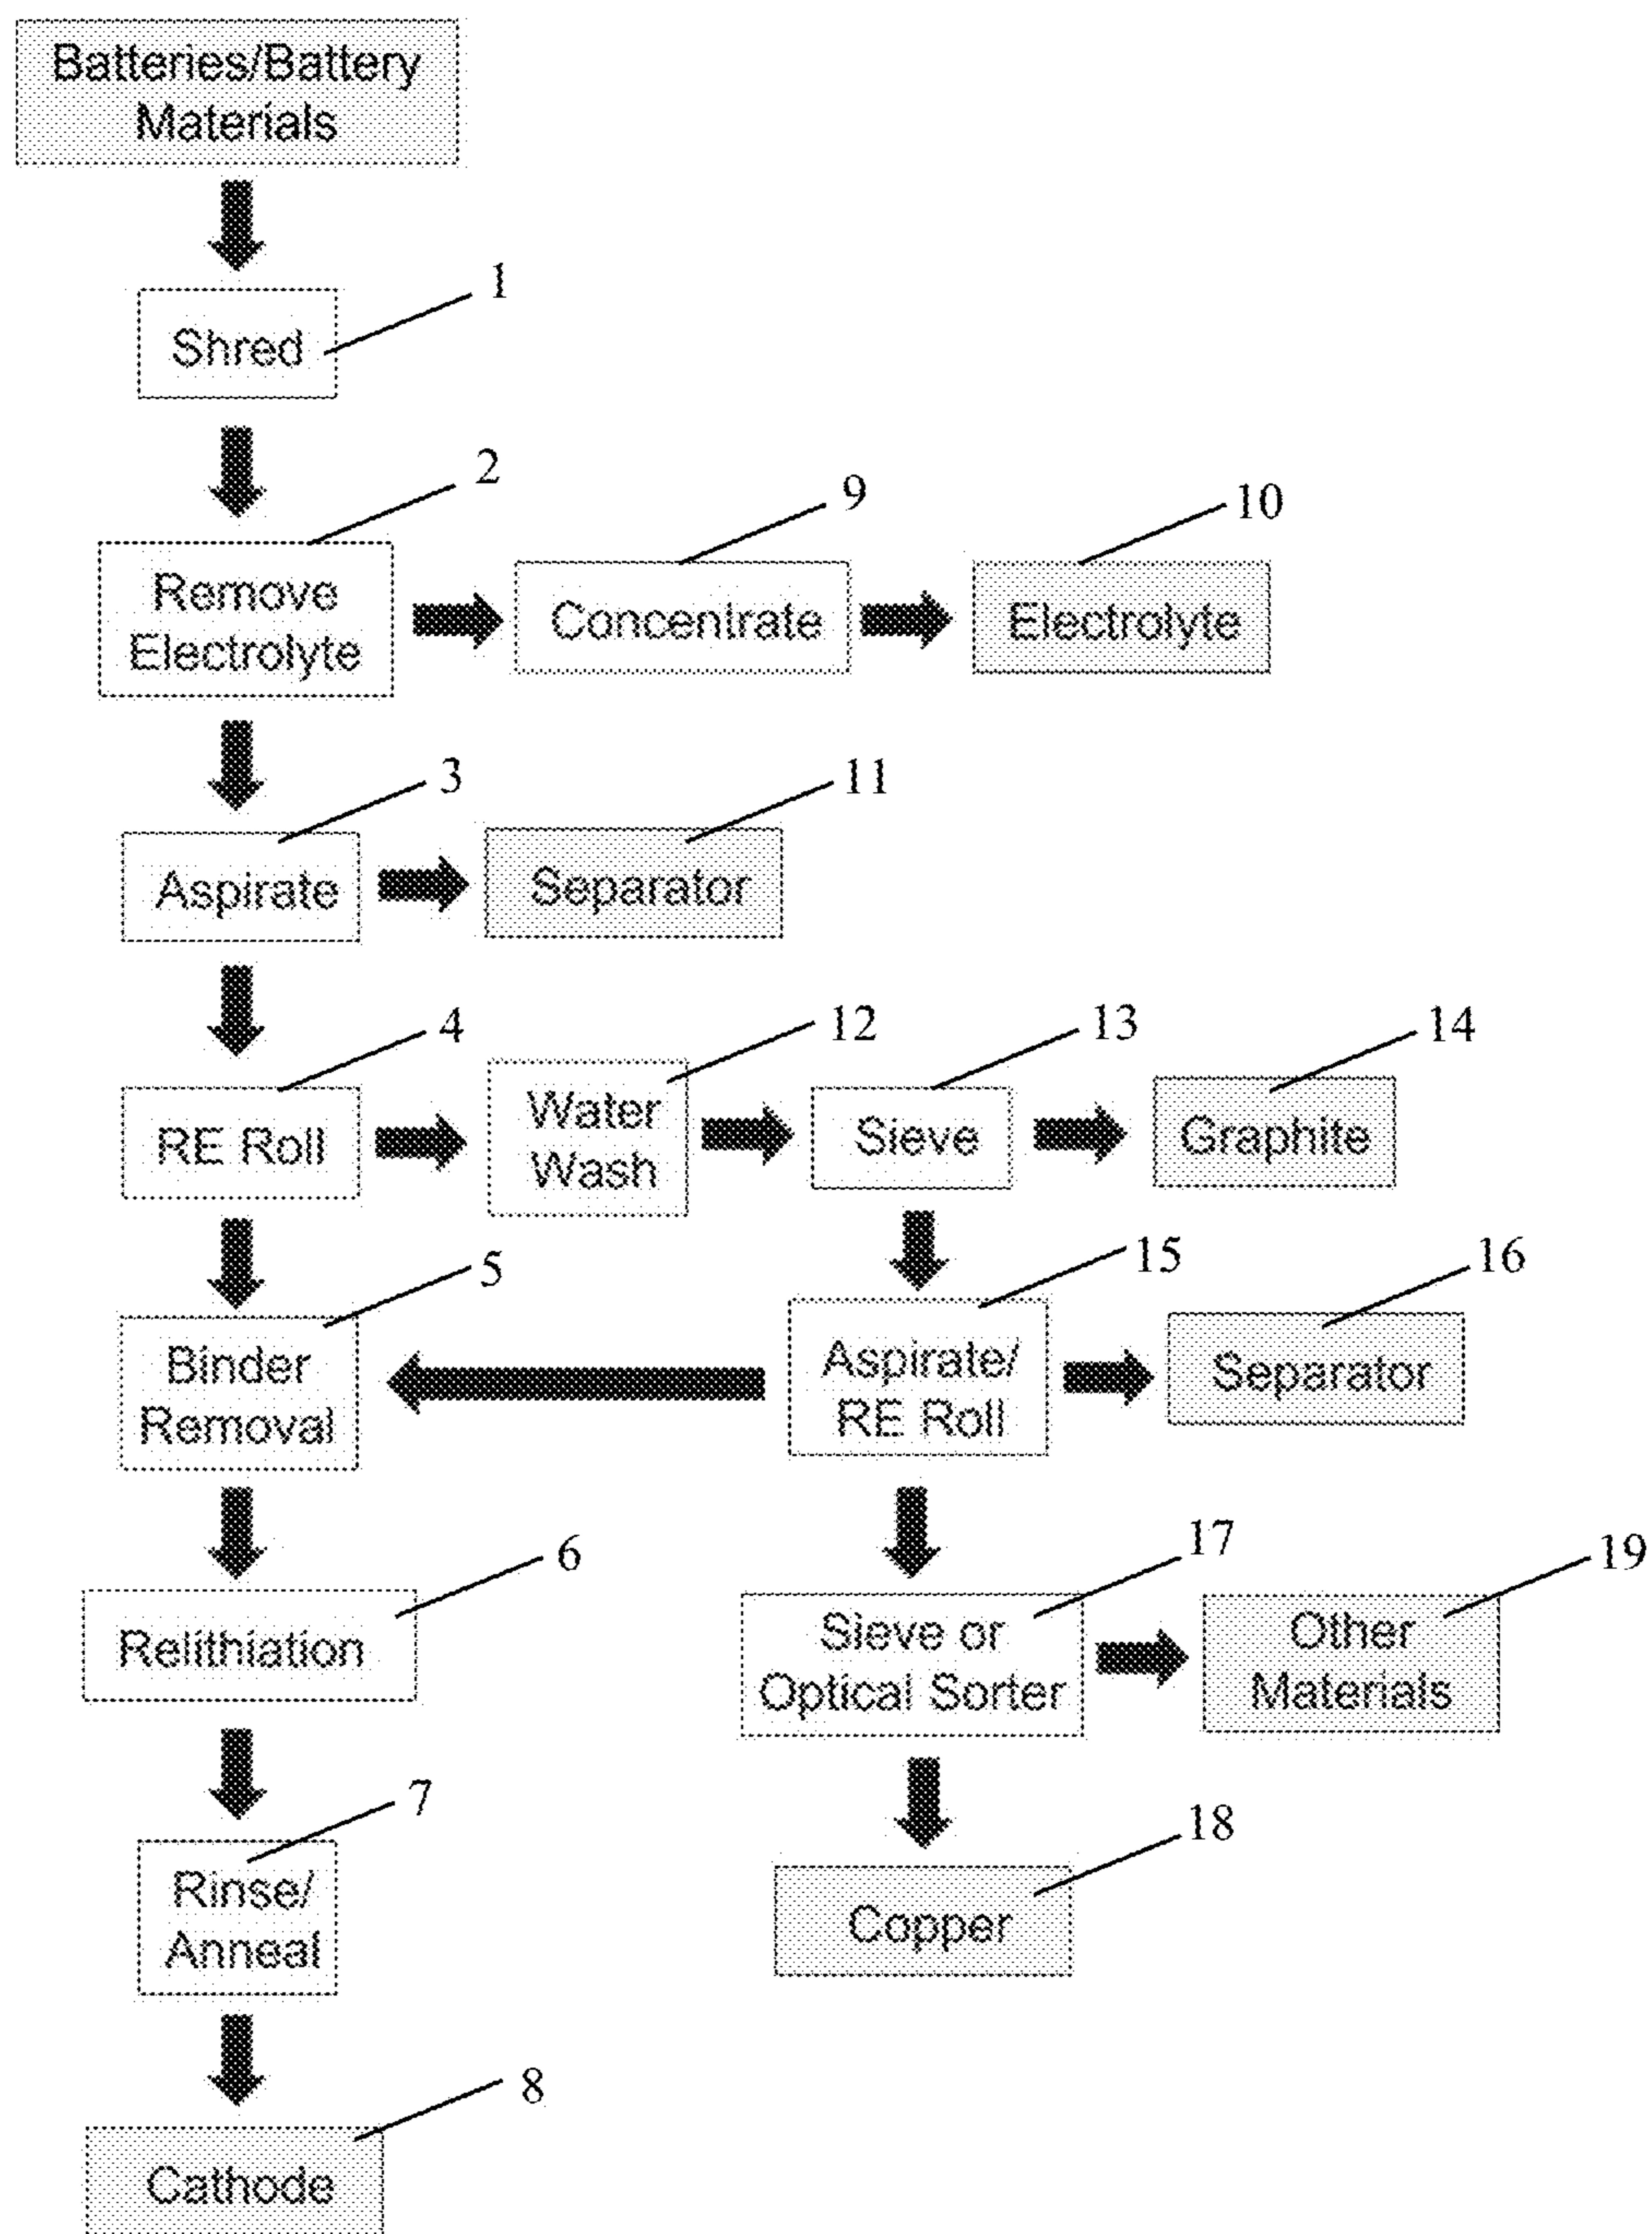 Batteries/Battery
Materials
1
Shred
2
9
10
Remove
Electrolyte
Concentrate
Electrolyte
3
11
Aspirate
Separator
4
12
13
14
RE Roll
Water
Wash
Sieve
Graphite
5
15
16
Binder
Removal
Aspirate/
RE Roll
Separator
6
17
19
Relithiation
Sieve or
Optical Sorter
Other
Materials
7
18
Rinse/
Anneal
Copper
8
Cathode